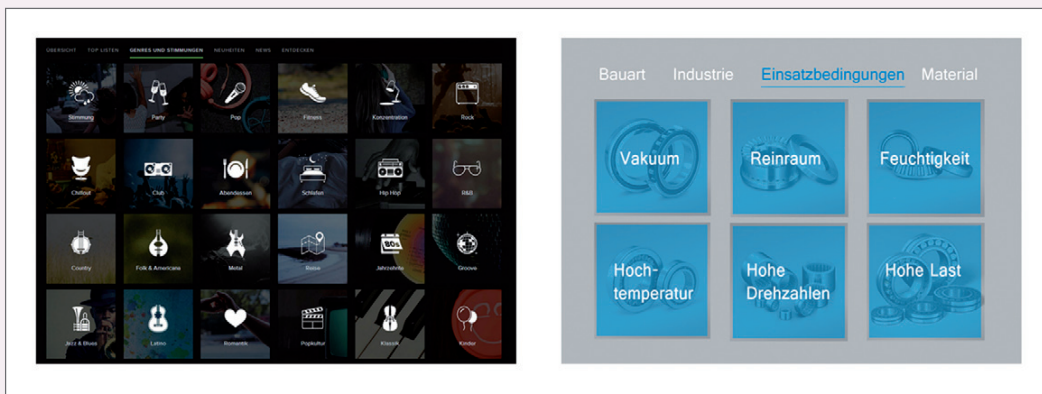 ÜBERSICHT TOP LISTEN GENRES UND STIMMUNGEN NEUHEITEN NEWS ENTDECKEN
Stimmung Party Pop Fitness Konzentration Rock
Chillout Club Abendessen Schlafen Hip Hop R&B
80s
Country Folk & Americana Metal Reise Jahrzehnte Groove
Jazz & Blues Latino Romantik Popkultur Klassik Kinder
Bauart Industrie Einsatzbedingungen Material
Vakuum Reinraum Feuchtigkeit
Hoch- Hohe Hohe Last
temperatur Drehzahlen